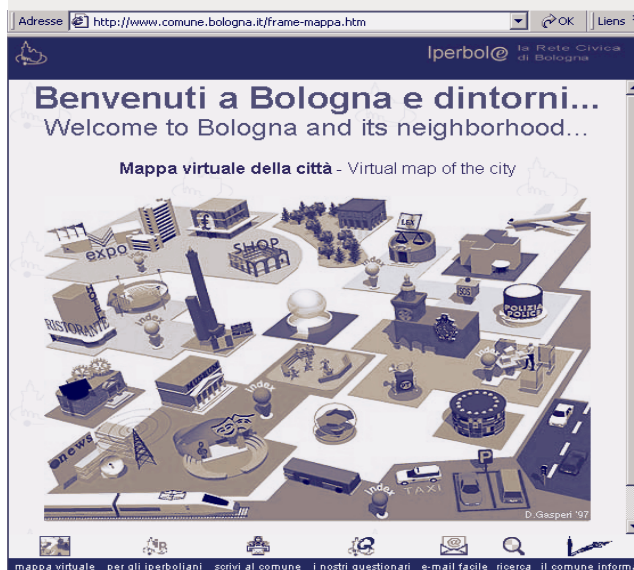 Adresse http://www.comune.bologna.it/frame-mappa.htm OK Liens
Iperbol@ la Rete Civica di Bologna
Benvenuti a Bologna e dintorni...
Welcome to Bologna and its neighborhood...
Mappa virtuale della città - Virtual map of the city
LEX
expo
SHOP
Index
SOS
HOTEL
RISTORANTE
Index
POLIZIA
POLICE
Index
MUSEUM
Index
news
P
TAXI
Index
D.Gasperi '97
mappa virtuale per gli iperboliani scrivi al comune i nostri questionari e-mail facile ricerca il comune inform